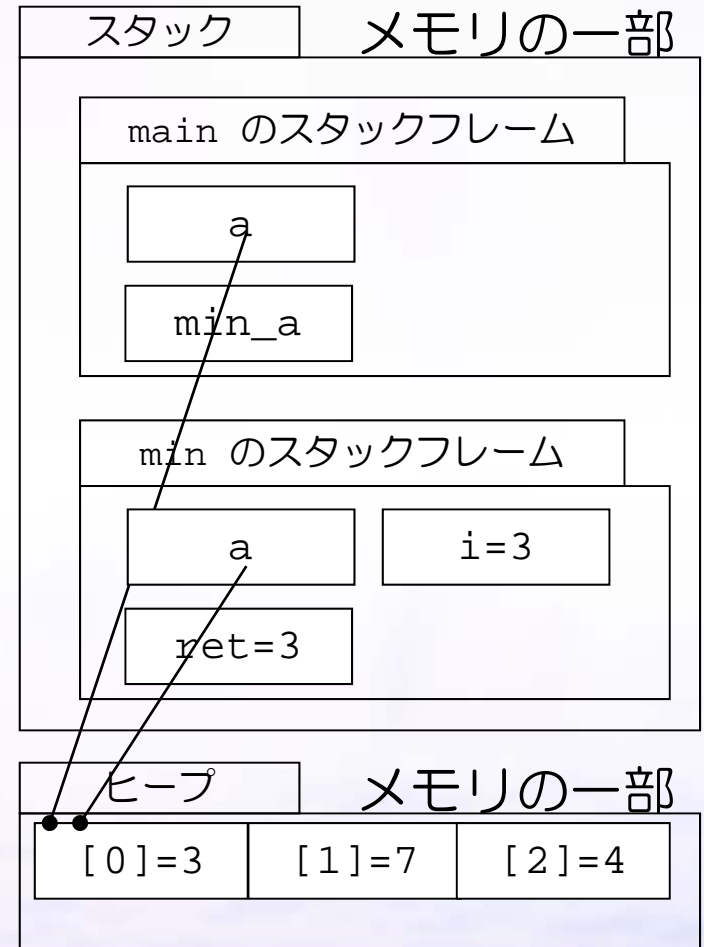 スタック
メモリの一部
main のスタックフレーム
a
min_a
min のスタックフレーム
a
i=3
ret=3
ヒープ
メモリの一部
[0]=3
[1]=7
[2]=4